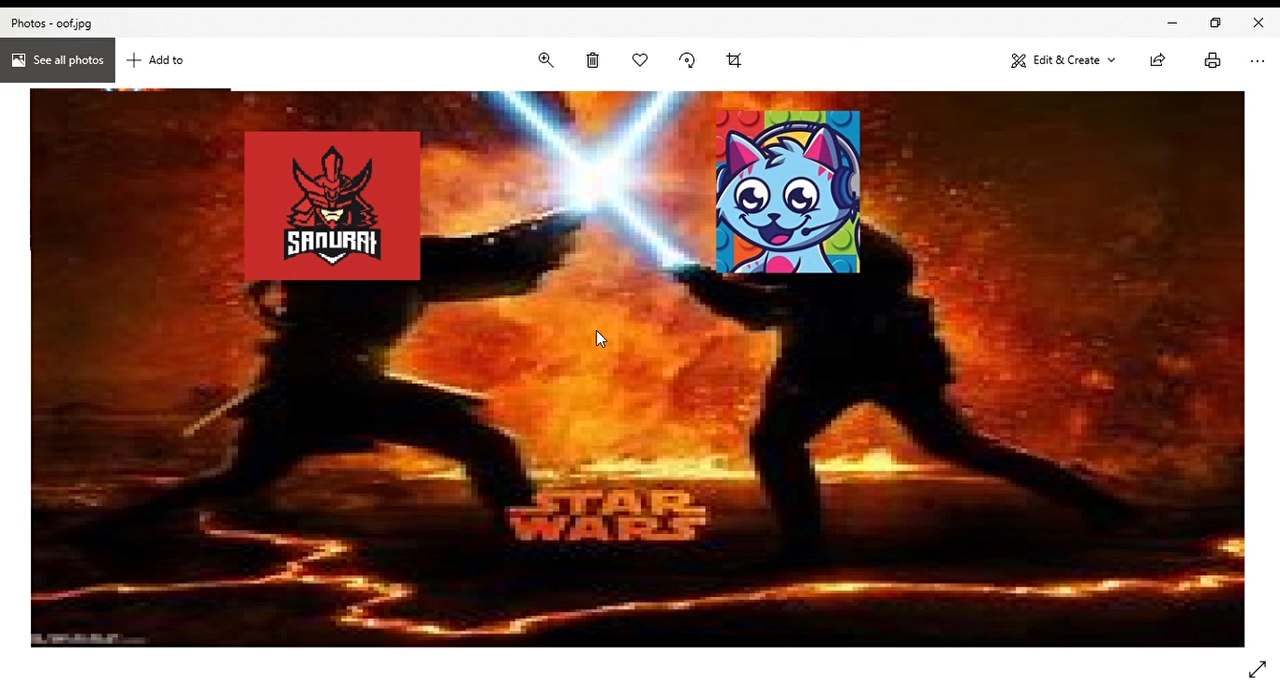 Photos - oof.jpg
See all photos
Add to
Edit & Create
SAMURAI
STAR
WARS